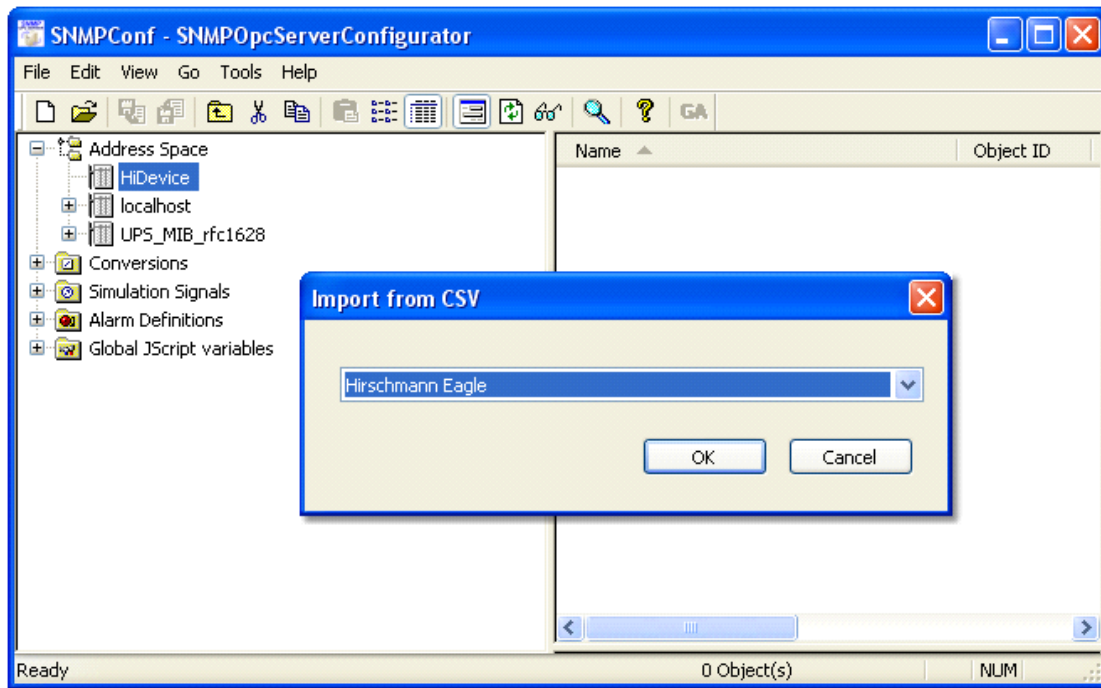 SNMPConf - SNMPOpcServerConfigurator
File Edit View Go Tools Help
GA
Address Space
HiDevice
localhost
UPS_MIB_rfc1628
Conversions
Simulation Signals
Alarm Definitions
Global JScript variables
Name Object ID
Import from CSV
Hirschmann Eagle
OK Cancel
Ready 0 Object(s) NUM